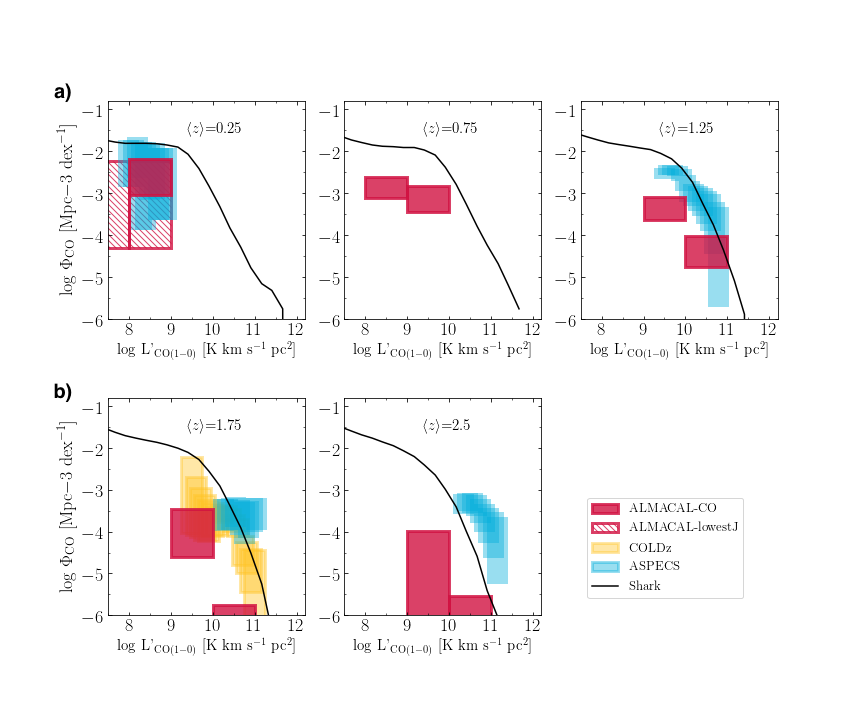 a)
⟨z⟩=0.25
⟨z⟩=0.75
⟨z⟩=1.25
log Φ_CO [Mpc−3 dex⁻¹]
−1
−2
−3
−4
−5
−6
−1
−2
−3
−4
−5
−6
−1
−2
−3
−4
−5
−6
8 9 10 11 12
8 9 10 11 12
8 9 10 11 12
log L'CO(1−0) [K km s⁻¹ pc²]
log L'CO(1−0) [K km s⁻¹ pc²]
log L'CO(1−0) [K km s⁻¹ pc²]
b)
⟨z⟩=1.75
⟨z⟩=2.5
log Φ_CO [Mpc−3 dex⁻¹]
−1
−2
−3
−4
−5
−6
−1
−2
−3
−4
−5
−6
8 9 10 11 12
8 9 10 11 12
log L'CO(1−0) [K km s⁻¹ pc²]
log L'CO(1−0) [K km s⁻¹ pc²]
ALMACAL-CO
ALMACAL-lowestJ
COLDz
ASPECS
Shark